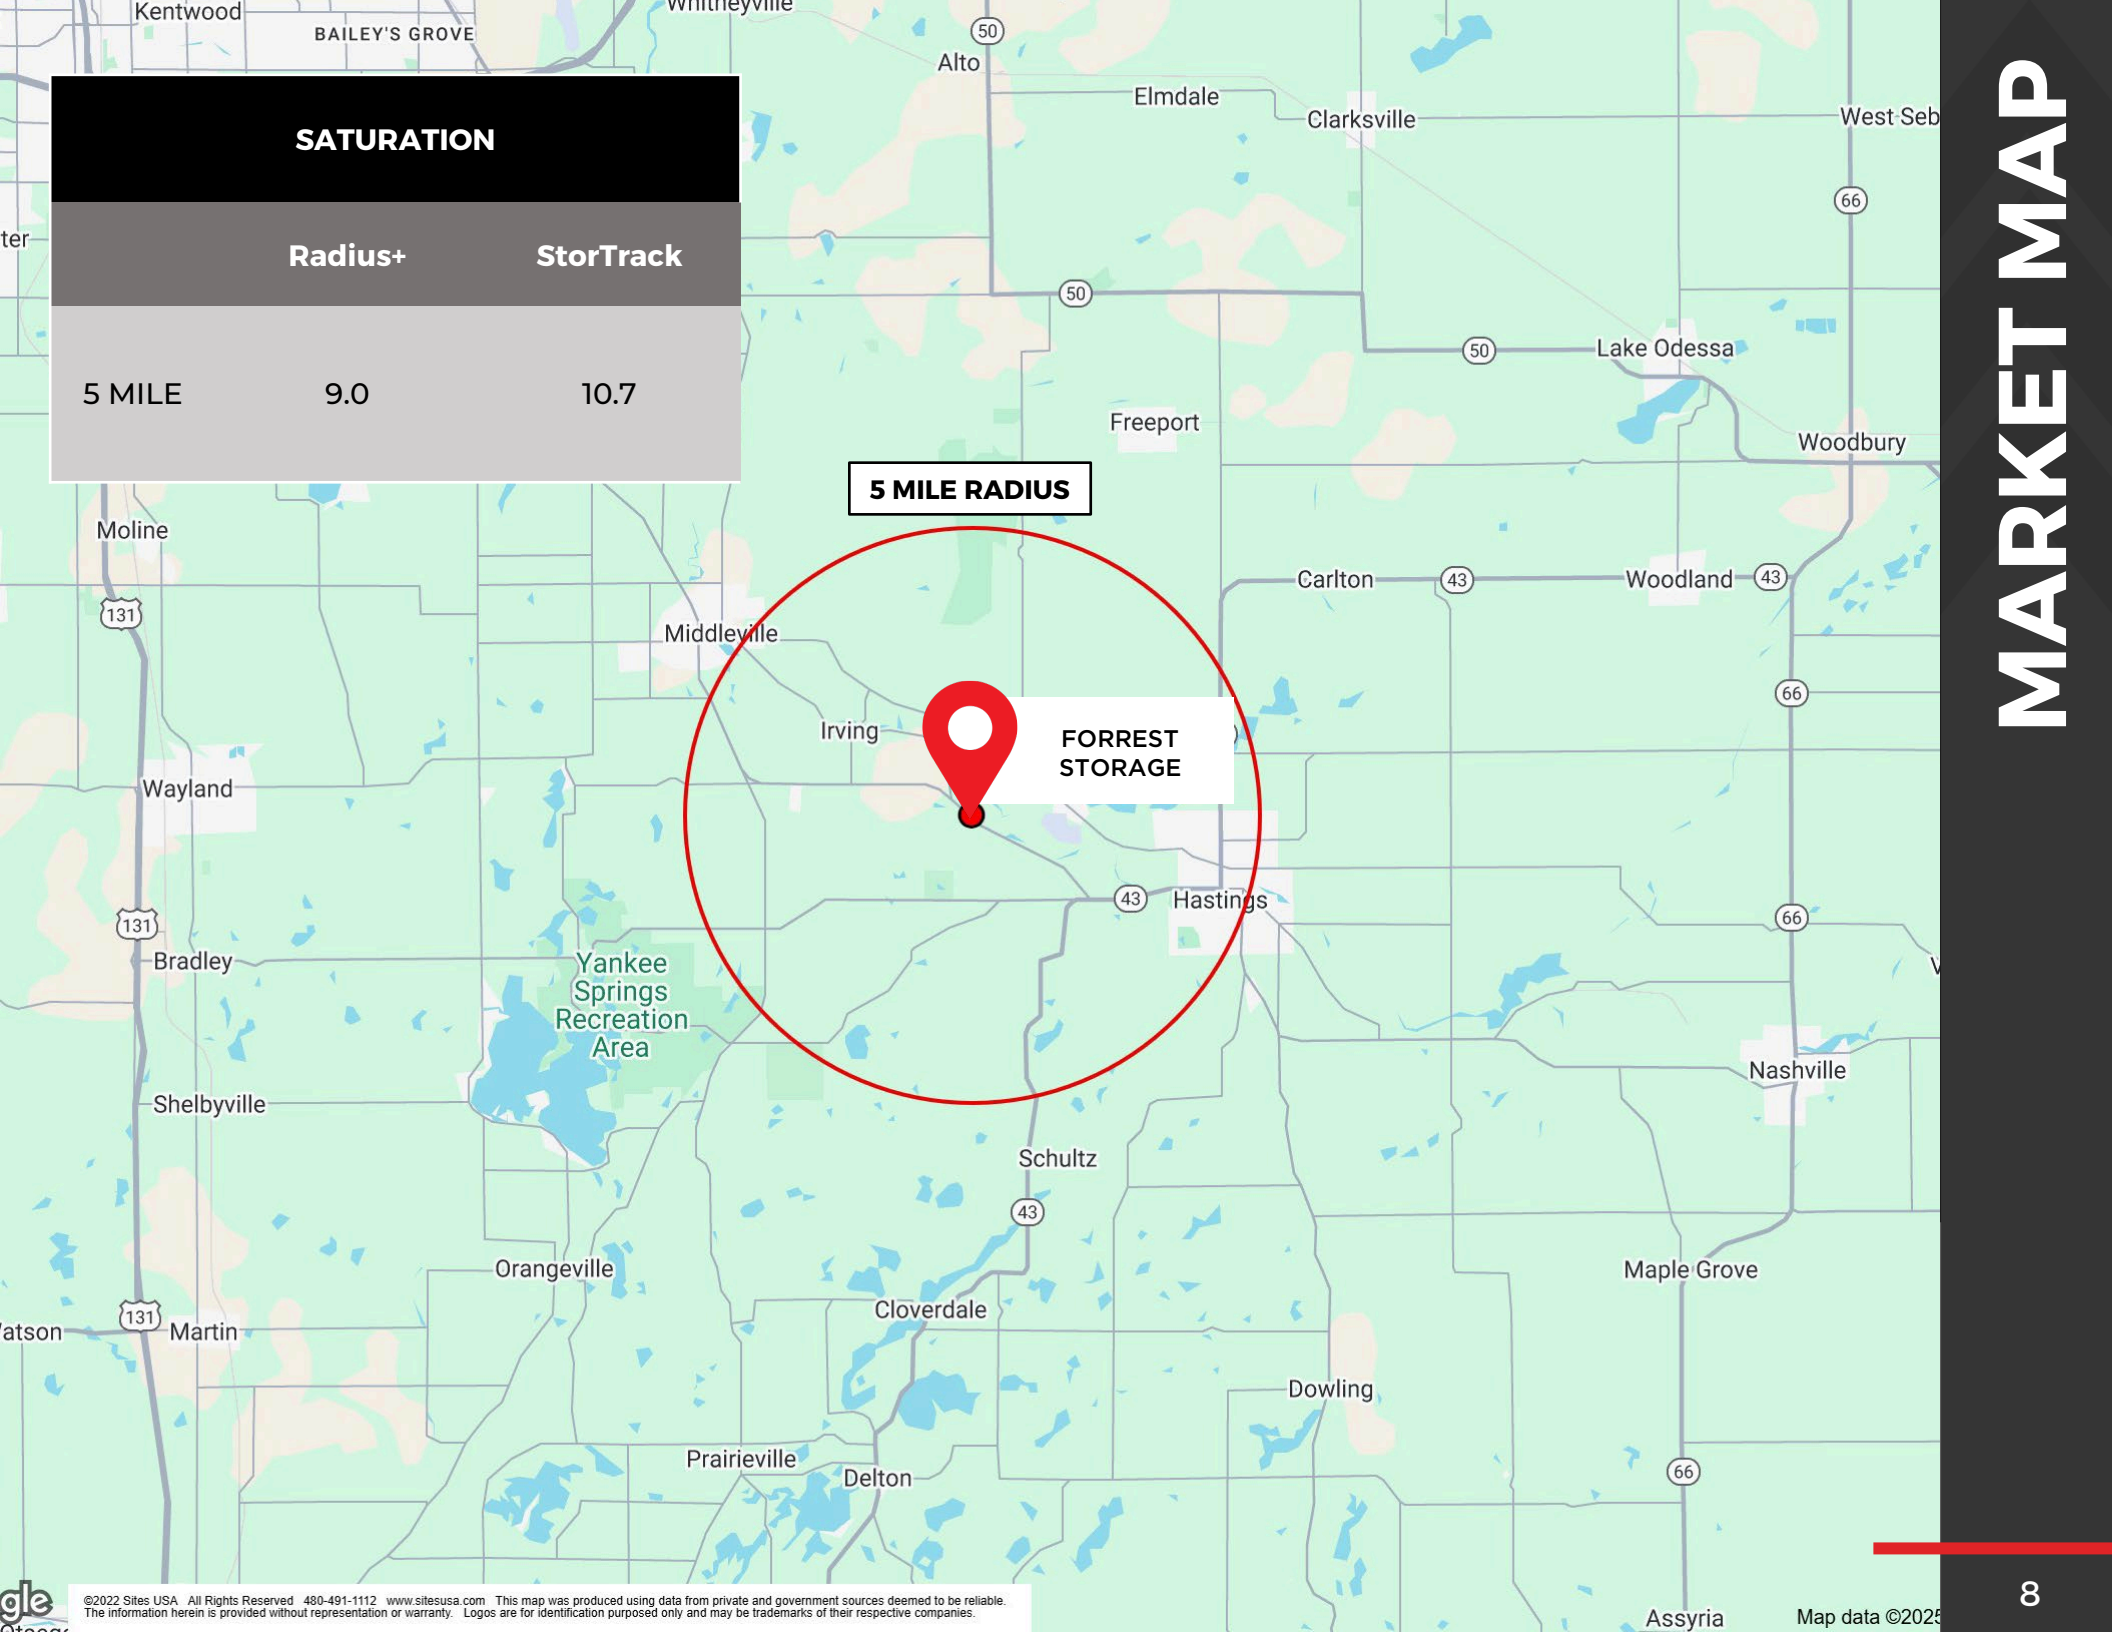 Kentwood
BAILEY'S GROVE
Whitneyville
50
Alto
Elmdale
Clarksville
West Seb
66
ter
SATURATION
Radius+ StorTrack
5 MILE 9.0 10.7
50
50
Lake Odessa
Freeport
Woodbury
5 MILE RADIUS
Moline
131
Carlton
43
Woodland
43
Middleville
66
Irving
FORREST
STORAGE
Wayland
43
Hastings
66
131
Bradley
Yankee
Springs
Recreation
Area
Nashville
Shelbyville
Schultz
43
Orangeville
Maple Grove
Cloverdale
131
atson
Martin
Dowling
Prairieville
Delton
66
Assyria
gle
©2022 Sites USA All Rights Reserved 480-491-1112 www.sitesusa.com This map was produced using data from private and government sources deemed to be reliable.
The information herein is provided without representation or warranty. Logos are for identification purposed only and may be trademarks of their respective companies.
Map data ©2025
MARKET MAP
8